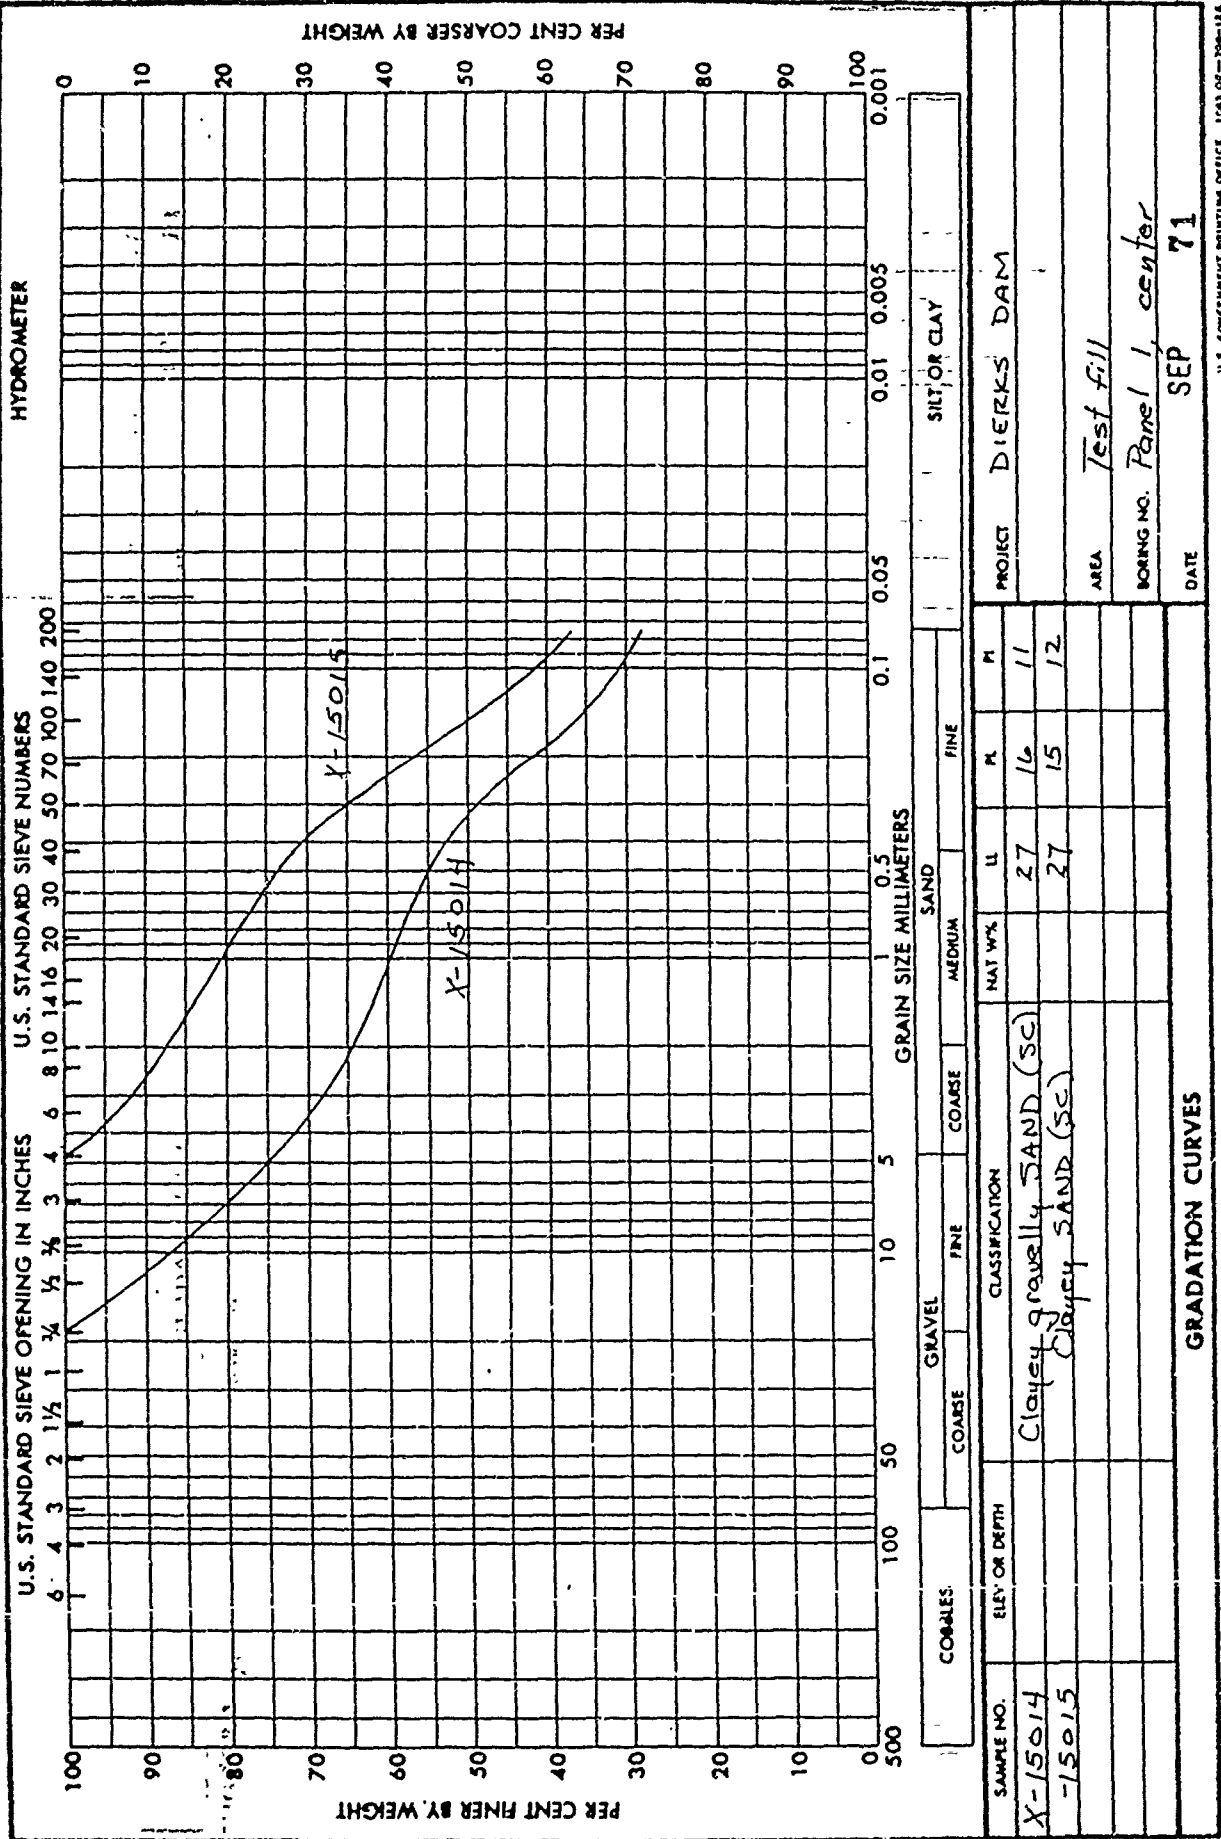 U.S. STANDARD SIEVE OPENING IN INCHES U.S. STANDARD SIEVE NUMBERS HYDROMETER
6 4 3 2 1½ 1 ¾ ½ ⅜ 3 4 6 8 10 14 16 20 30 40 50 70 100 140 200
PER CENT FINER BY WEIGHT
100
90
80
70
60
50
40
30
20
10
0
PER CENT COARSER BY WEIGHT
0
10
20
30
40
50
60
70
80
90
100
X-15015
X-15014
500 100 50 10 5 1 0.5 0.1 0.05 0.01 0.005 0.001
GRAIN SIZE MILLIMETERS
COBBLES GRAVEL SAND SILT OR CLAY
COARSE FINE COARSE MEDIUM FINE
SAMPLE NO. ELEV OR DEPTH CLASSIFICATION NAT W% LL PL PI
X-15014 Clayey gravelly SAND (SC) 27 16 11
-15015 Clayey SAND (SC) 27 15 12
PROJECT DIERKS DAM
AREA Test fill
BORING NO. Panel 1, center
DATE SEP 71
GRADATION CURVES